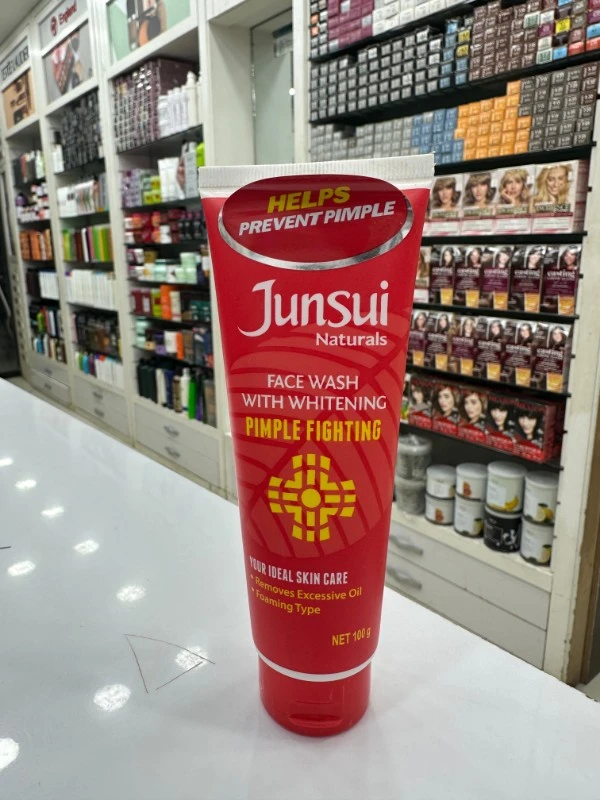 England
HELPS
PREVENT PIMPLE
Junsui
Naturals
FACE WASH
WITH WHITENING
PIMPLE FIGHTING
YOUR IDEAL SKIN CARE
• Removes Excessive Oil
• Foaming Type
NET 100 g